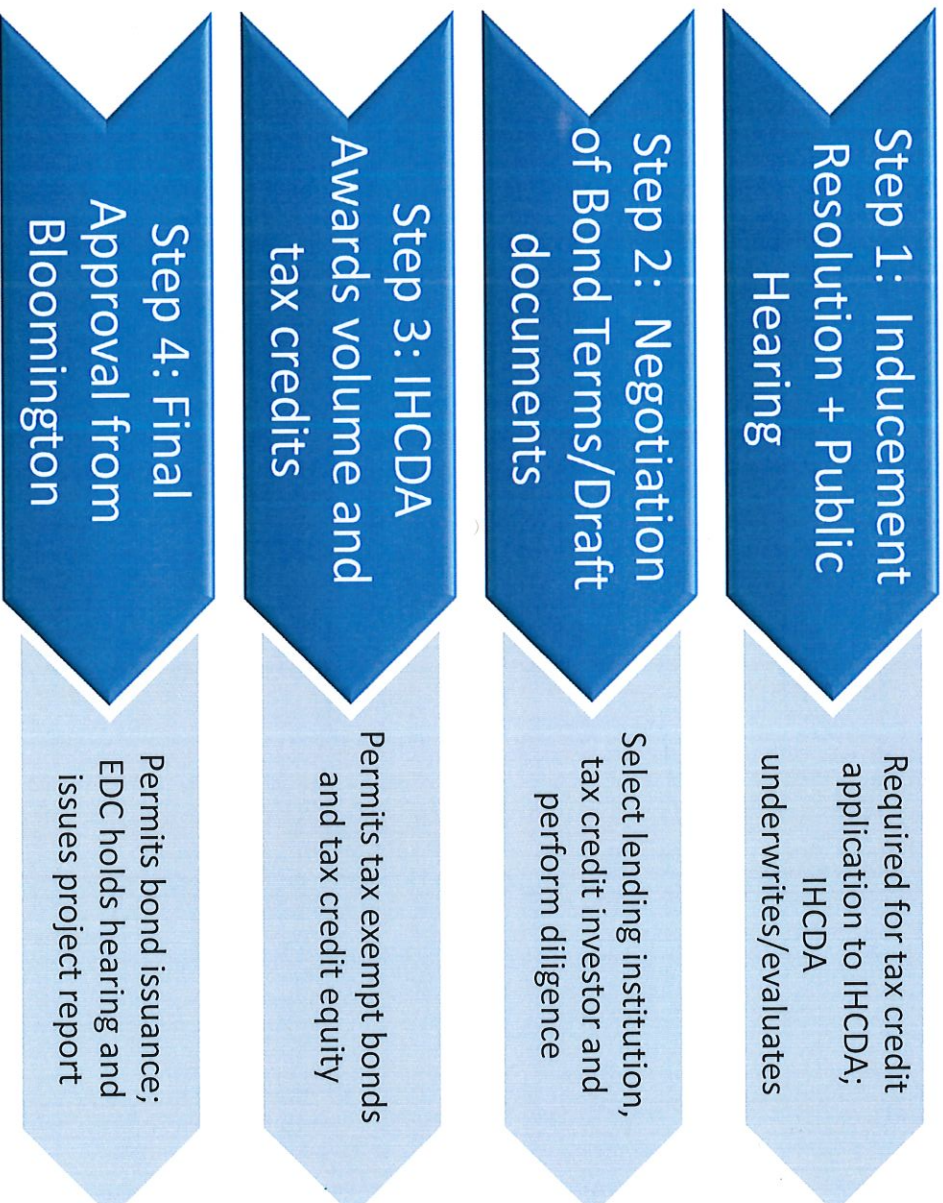 Step 1: Inducement
Resolution + Public
Hearing
Required for tax credit
application to IHCDA;
IHCDA
underwrites/evaluates
Step 2: Negotiation
of Bond Terms/Draft
documents
Select lending institution,
tax credit investor and
perform diligence
Step 3: IHCDA
Awards volume and
tax credits
Permits tax exempt bonds
and tax credit equity
Step 4: Final
Approval from
Bloomington
Permits bond issuance;
EDC holds hearing and
issues project report